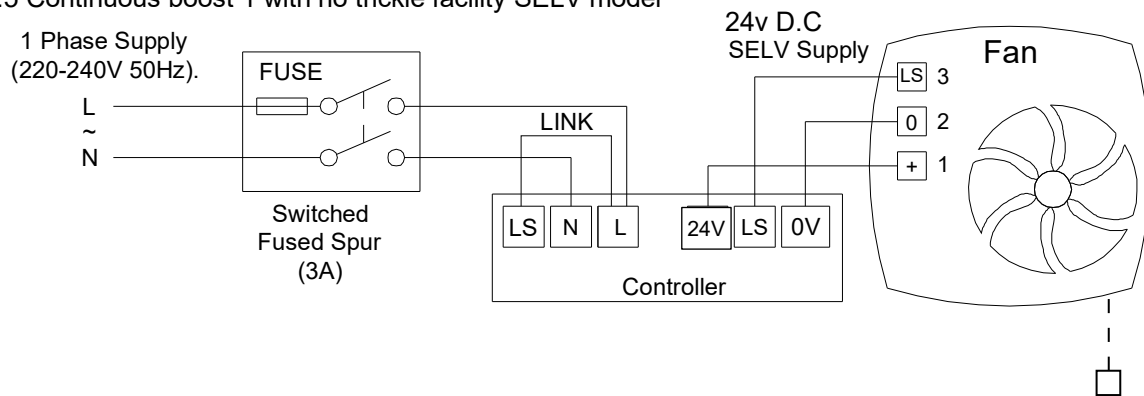 .5 Continuous boost 1 with no trickle facility SELV model
1 Phase Supply
(220-240V 50Hz).
L
~
N
FUSE
Switched
Fused Spur
(3A)
LINK
LS N L 24V LS 0V
Controller
24v D.C
SELV Supply
Fan
LS 3
0 2
+ 1